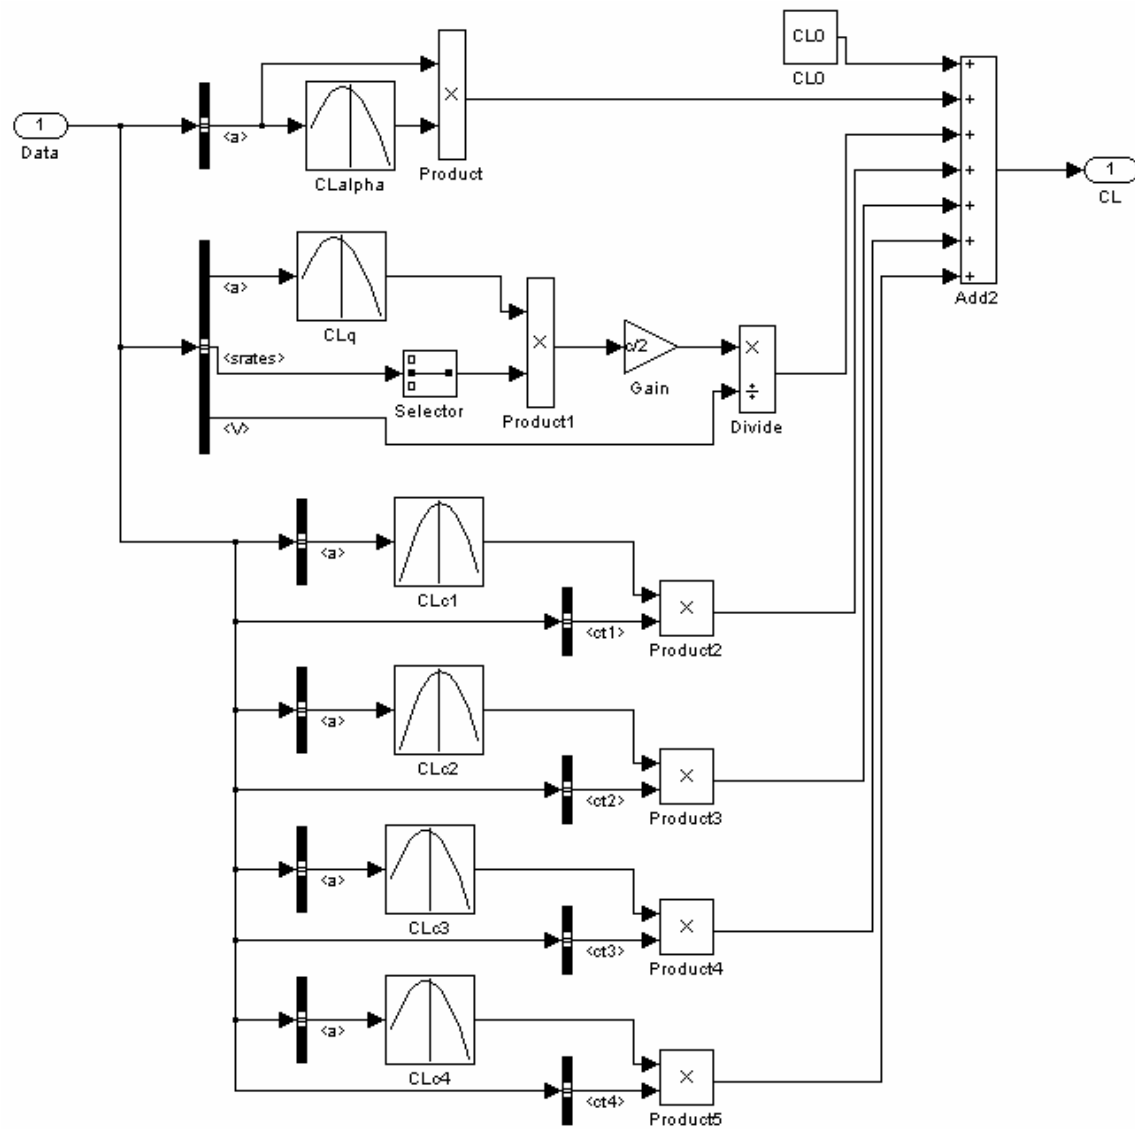 CL0
CL0
1
Data
<a>
CLalpha
×
Product
+
+
+
+
+
+
+
Add2
1
CL
<a>
CLq
<srates>
Selector
<V>
×
Product1
c/2
Gain
×
÷
Divide
<a>
CLc1
<ct1>
×
Product2
<a>
CLc2
<ct2>
×
Product3
<a>
CLc3
<ct3>
×
Product4
<a>
CLc4
<ct4>
×
Product5